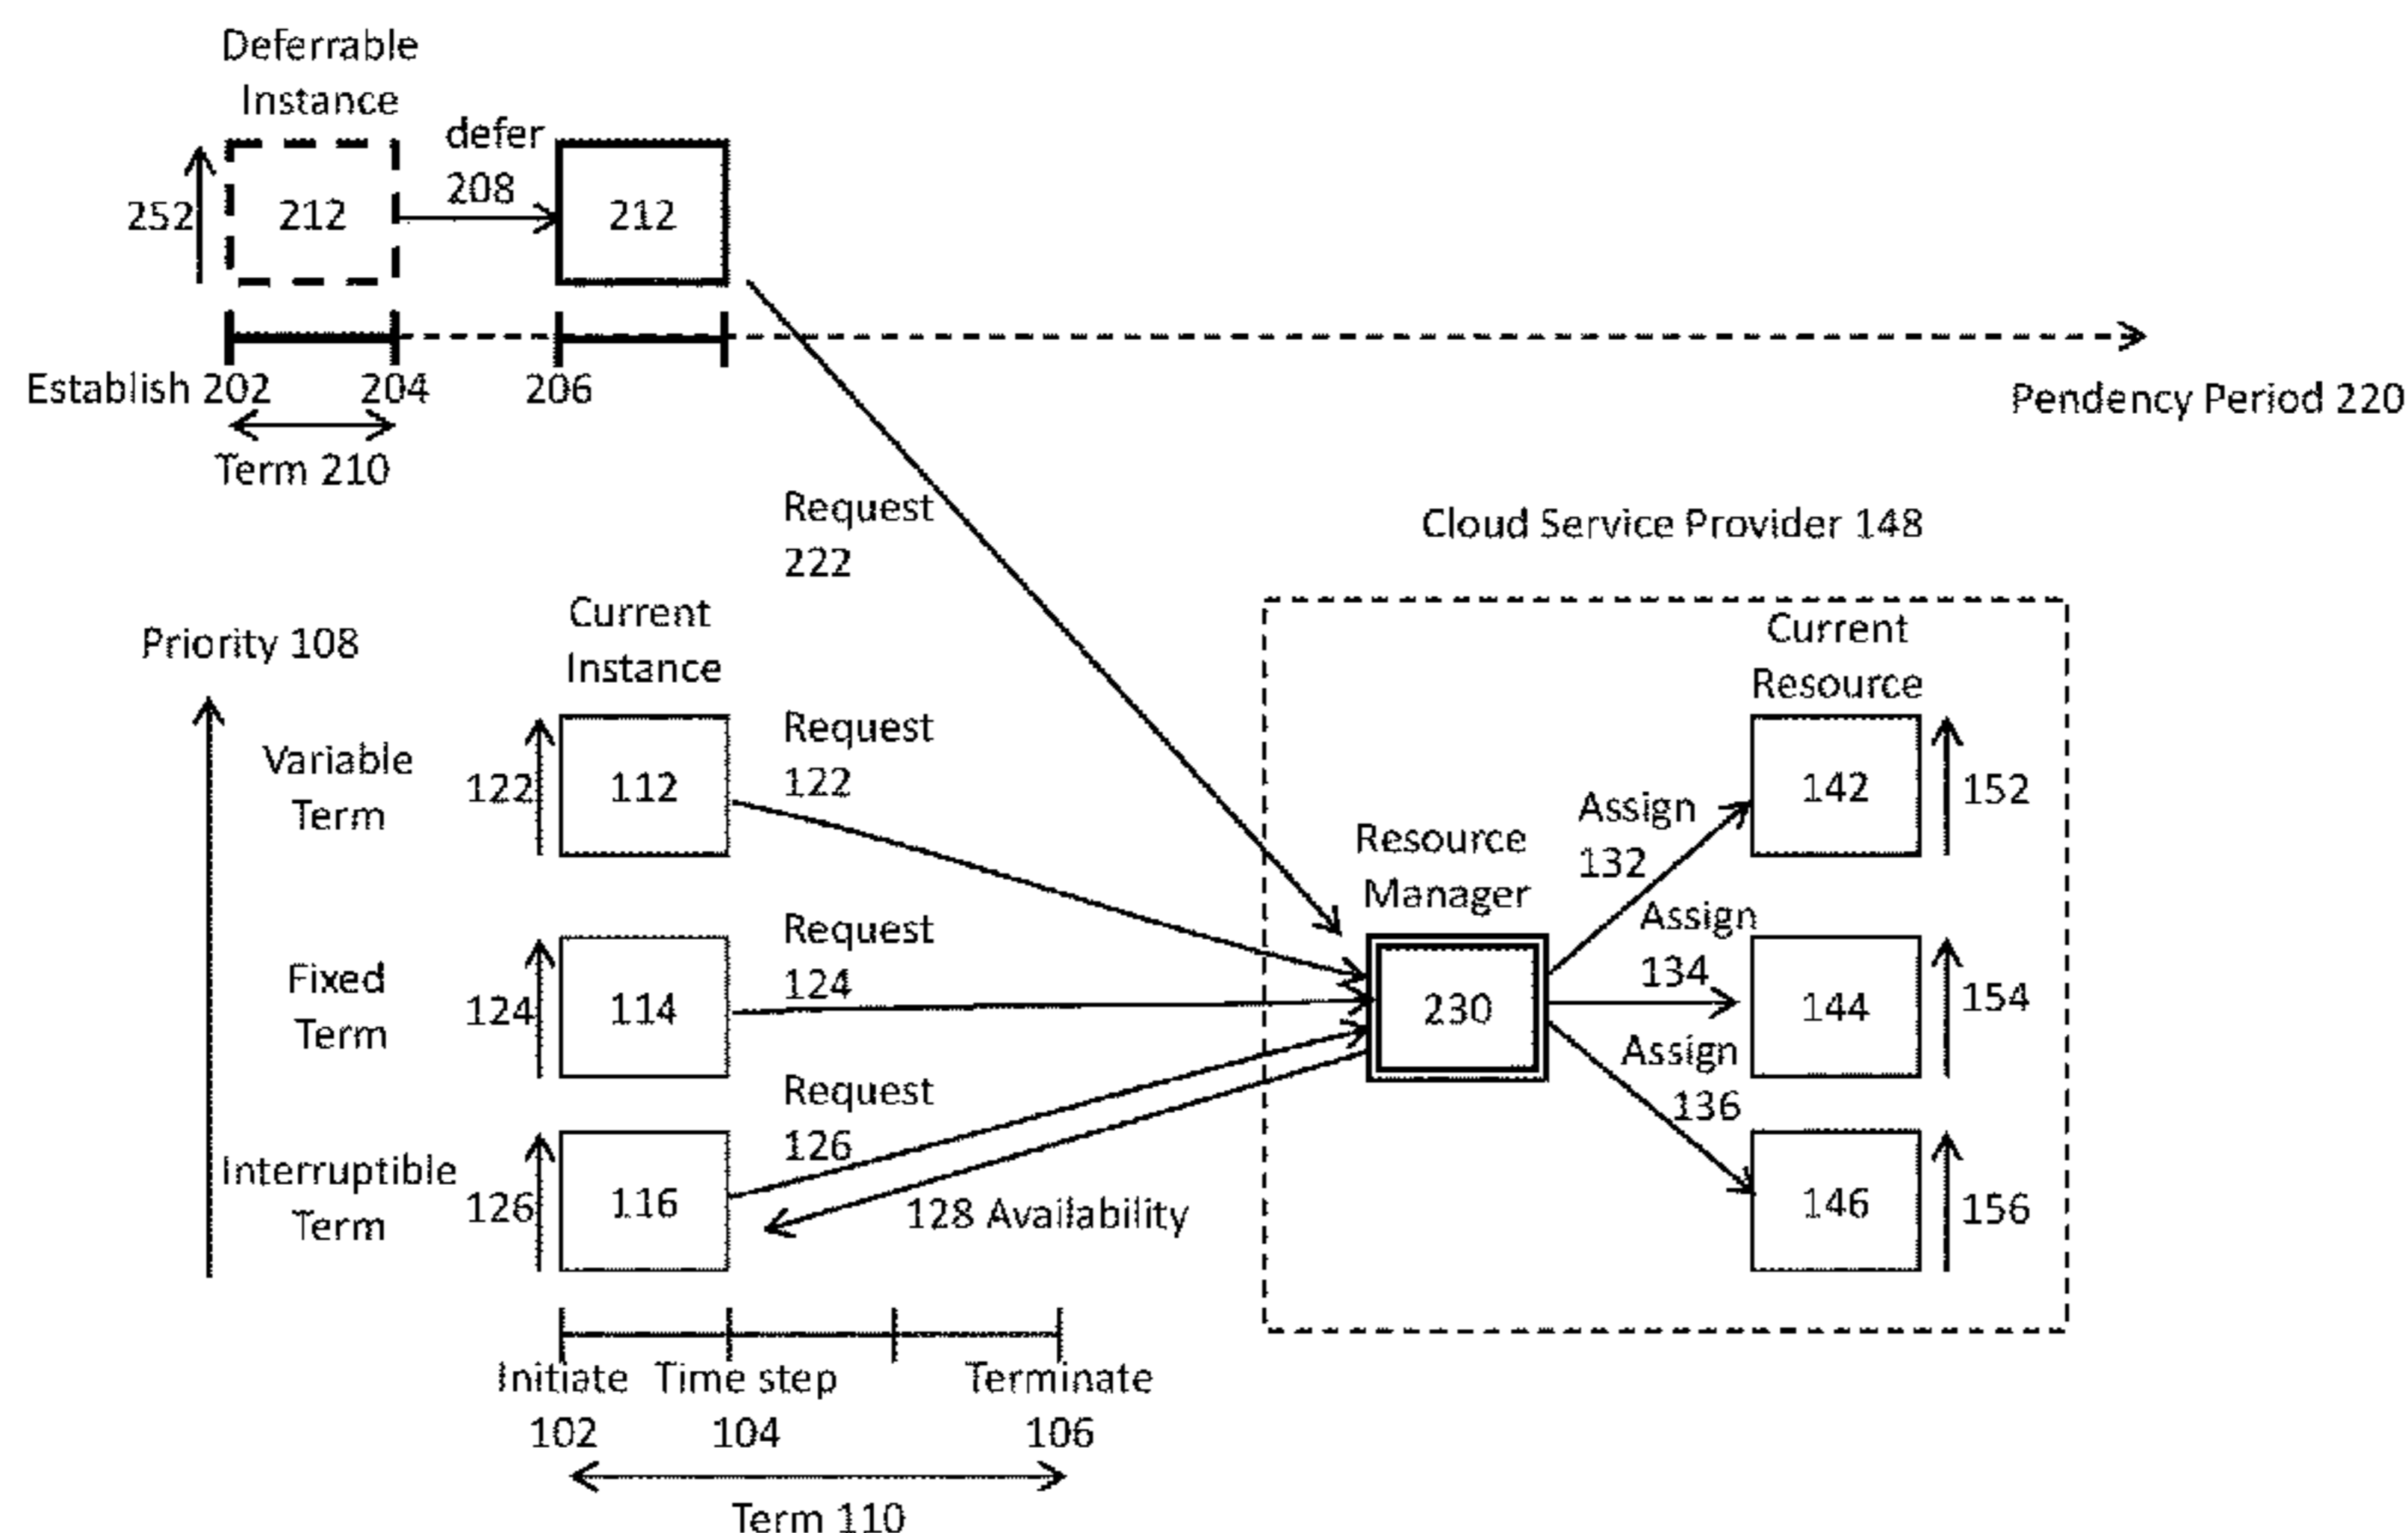 Deferrable
Instance
defer
208
252
212
212
Establish 202
204
206
Term 210
Pendency Period 220
Request
222
Cloud Service Provider 148
Priority 108
Current
Instance
Current
Resource
Variable
Term
122
112
Request
122
Resource
Manager
Assign
132
142
152
Fixed
Term
124
114
Request
124
230
Assign
134
144
154
Interruptible
Term
126
116
Request
126
128 Availability
Assign
136
146
156
Initiate
102
Time step
104
Terminate
106
Term 110